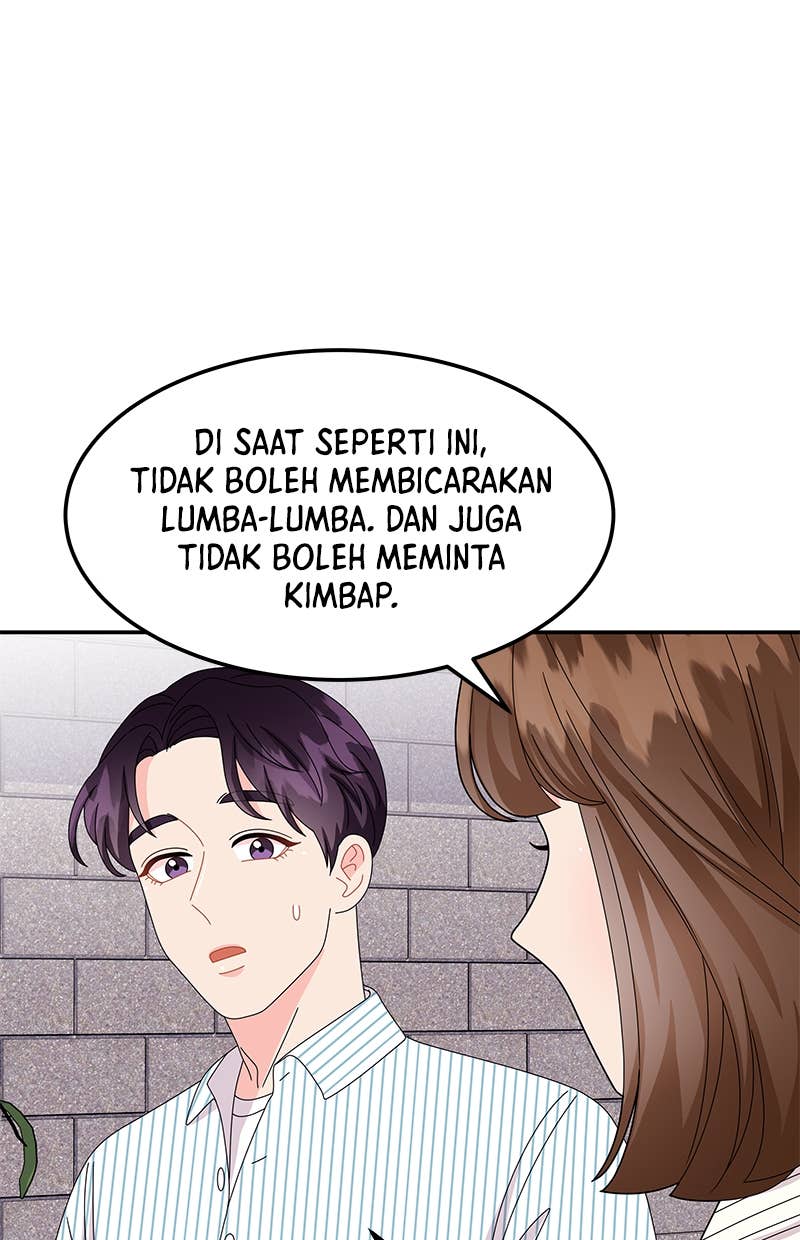 DI SAAT SEPERTI INI,
TIDAK BOLEH MEMBICARAKAN
LUMBA-LUMBA. DAN JUGA
TIDAK BOLEH MEMINTA
KIMBAP.